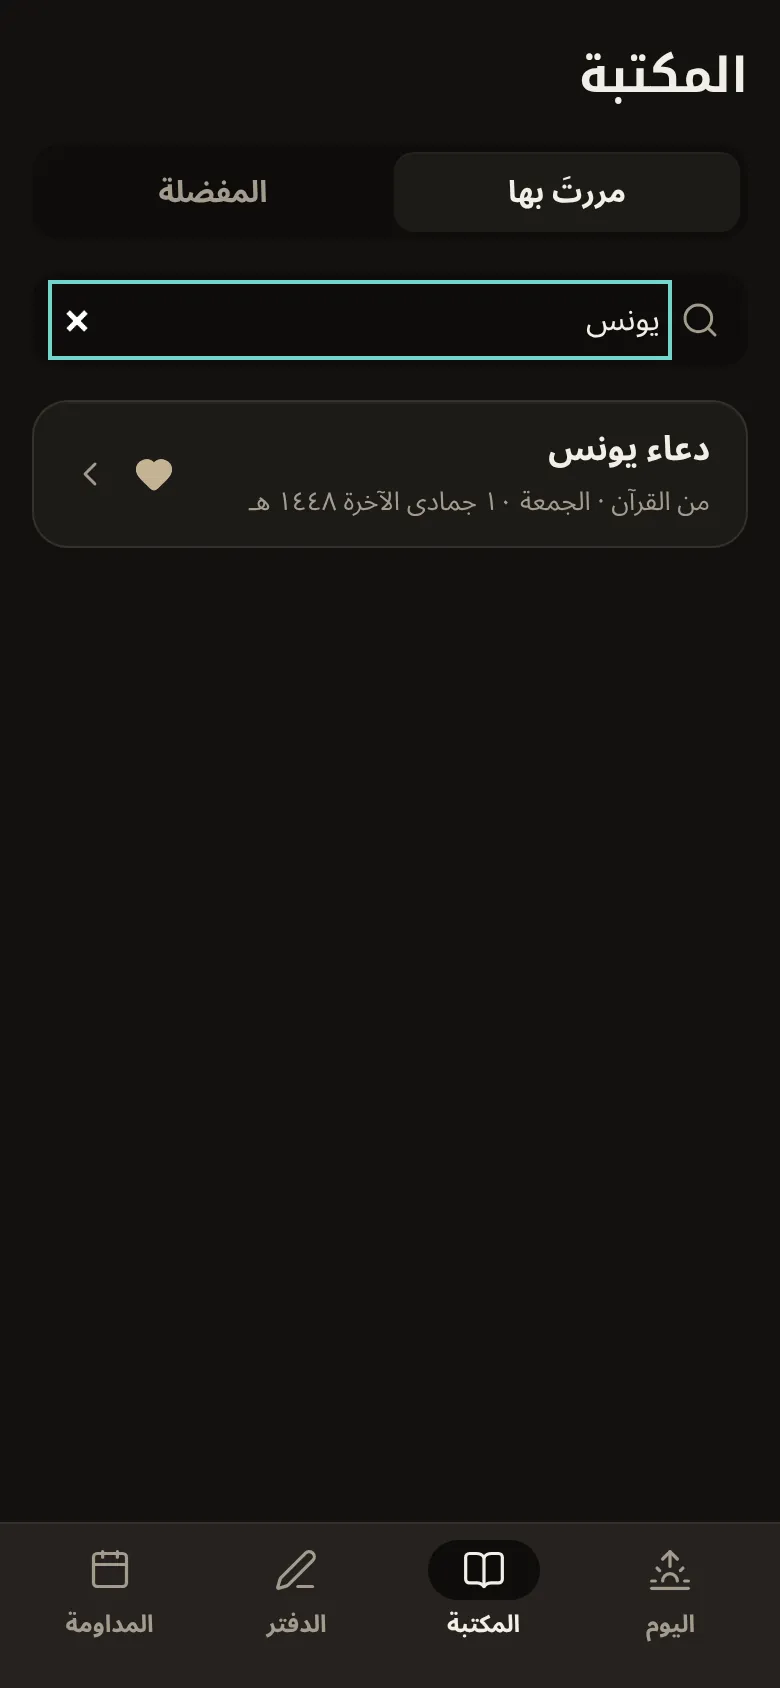 المكتبة
مررتَ بها
المفضلة
يونس
دعاء يونس
من القرآن · الجمعة ١٠ جمادى الآخرة ١٤٤٨ هـ
اليوم
المكتبة
الدفتر
المداومة